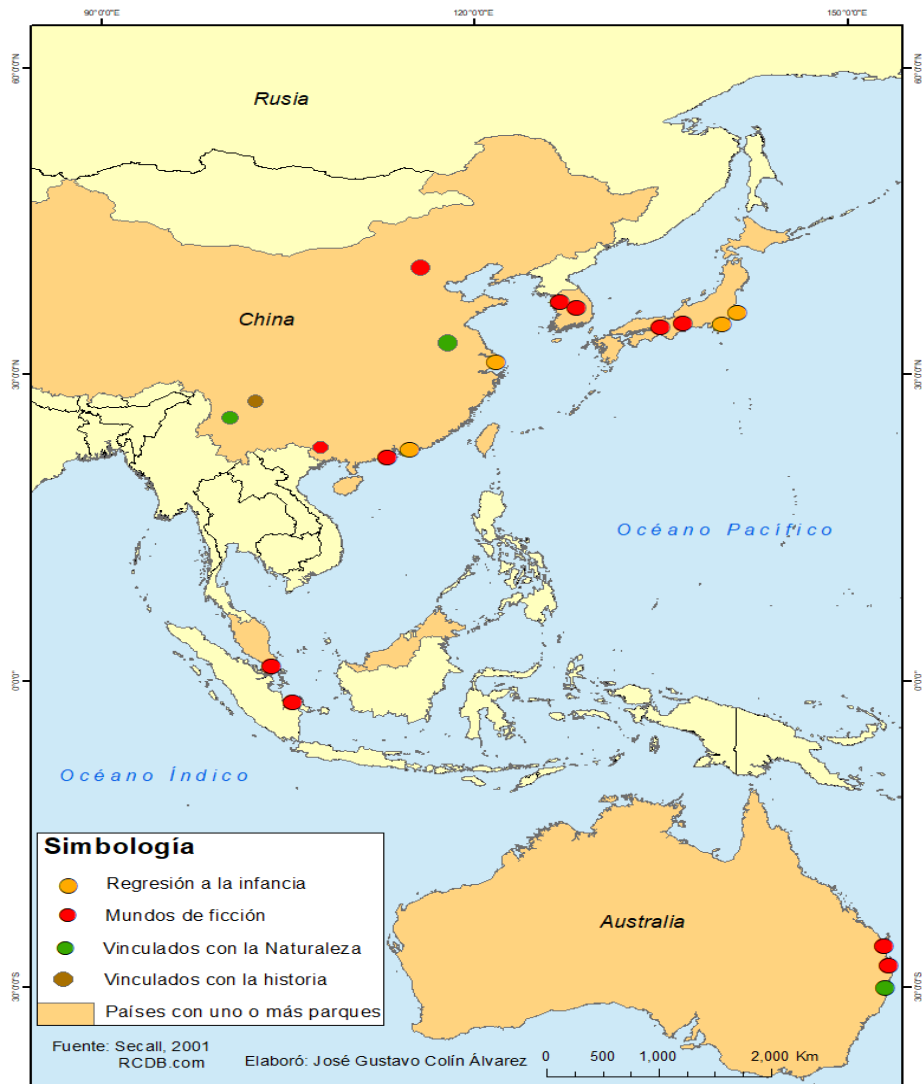 90°0'0"E 120°0'0"E 150°0'0"E
60°0'0"N
60°0'0"N
Rusia
China
30°0'0"N
30°0'0"N
Océano Pacífico
0°0'0"
0°0'0"
Océano Índico
Simbología
Regresión a la infancia
Mundos de ficción
Vinculados con la Naturaleza
Vinculados con la historia
Países con uno o más parques
Australia
30°0'0"S
30°0'0"S
Fuente: Secall, 2001
RCDB.com
Elaboró: José Gustavo Colín Álvarez
0 500 1,000 2,000 Km